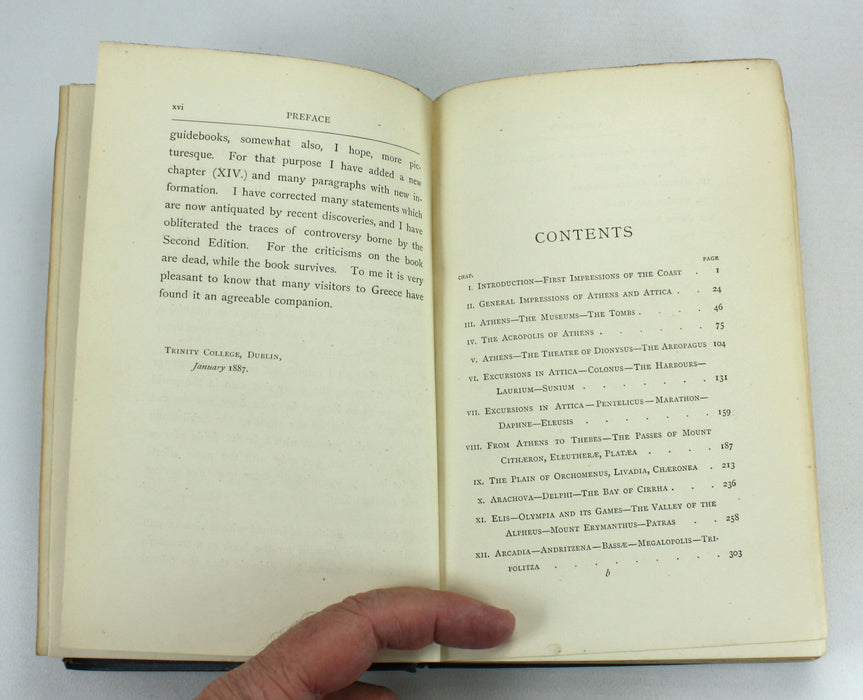 xvi
PREFACE
guidebooks, somewhat also, I hope, more pic-
turesque. For that purpose I have added a new
chapter (XIV.) and many paragraphs with new in-
formation. I have corrected many statements which
are now antiquated by recent discoveries, and I have
obliterated the traces of controversy borne by the
Second Edition. For the criticisms on the book
are dead, while the book survives. To me it is very
pleasant to know that many visitors to Greece have
found it an agreeable companion.
Trinity College, Dublin,
January 1887.
CONTENTS
CHAP. PAGE
I. Introduction—First Impressions of the Coast . 1
II. General Impressions of Athens and Attica . . 24
III. Athens—The Museums—The Tombs . . . . 46
IV. The Acropolis of Athens . . . . . . 75
V. Athens—The Theatre of Dionysus—The Areopagus 104
VI. Excursions in Attica—Colonus—The Harbours—
Laurium—Sunium . . . . . . . 131
VII. Excursions in Attica—Pentelicus—Marathon—
Daphne—Eleusis . . . . . . . 159
VIII. From Athens to Thebes—The Passes of Mount
Cithæron, Eleutheræ, Platæa . . . . 187
IX. The Plain of Orchomenus, Livadia, Chæronea . 213
X. Arachova—Delphi—The Bay of Cirrha . . . 236
XI. Elis—Olympia and its Games—The Valley of the
Alpheus—Mount Erymanthus—Patras . . 258
XII. Arcadia—Andritzena—Bassæ—Megalopolis—Tri-
politza . . . . . . . . . 303
b